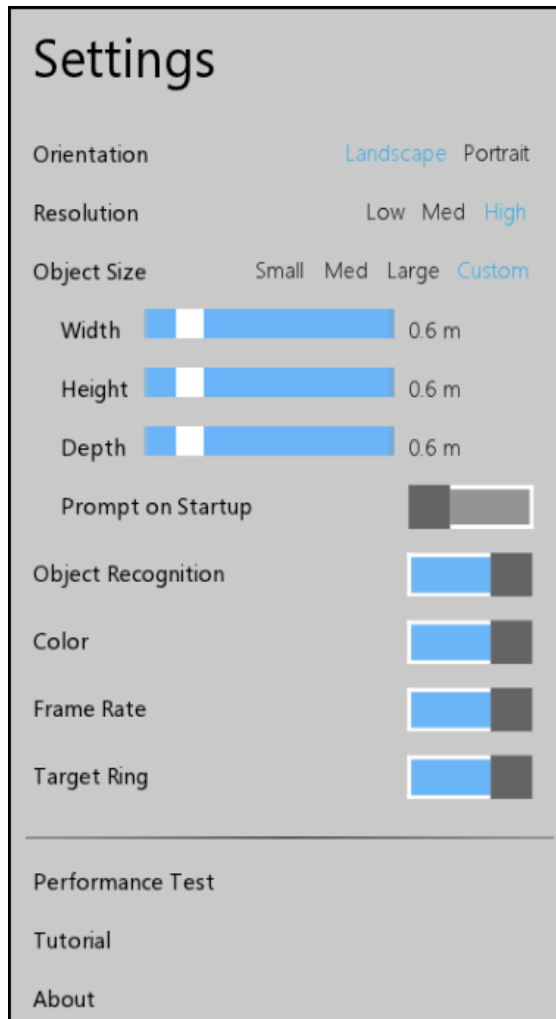 Settings
Orientation Landscape Portrait
Resolution Low Med High
Object Size Small Med Large Custom
Width 0.6 m
Height 0.6 m
Depth 0.6 m
Prompt on Startup
Object Recognition
Color
Frame Rate
Target Ring
Performance Test
Tutorial
About